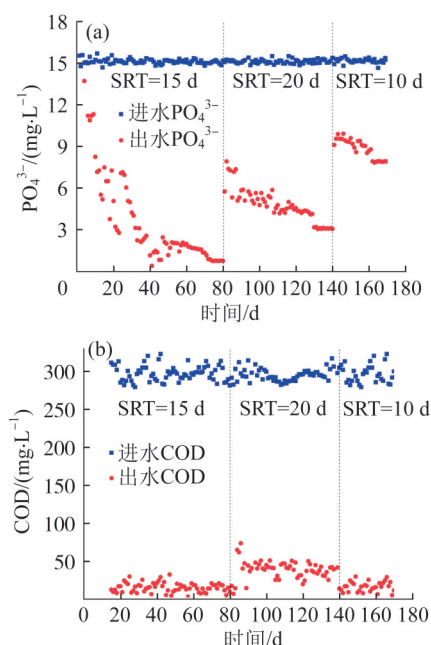 (a)
18
15
12
9
6
3
0
PO₄³⁻/(mg·L⁻¹)
SRT=15 d
SRT=20 d
SRT=10 d
进水PO₄³⁻
出水PO₄³⁻
20 40 60 80 100 120 140 160 180
时间/d
(b)
300
250
200
150
100
50
COD/(mg·L⁻¹)
SRT=15 d
SRT=20 d
SRT=10 d
进水COD
出水COD
0 20 40 60 80 100 120 140 160 180
时间/d